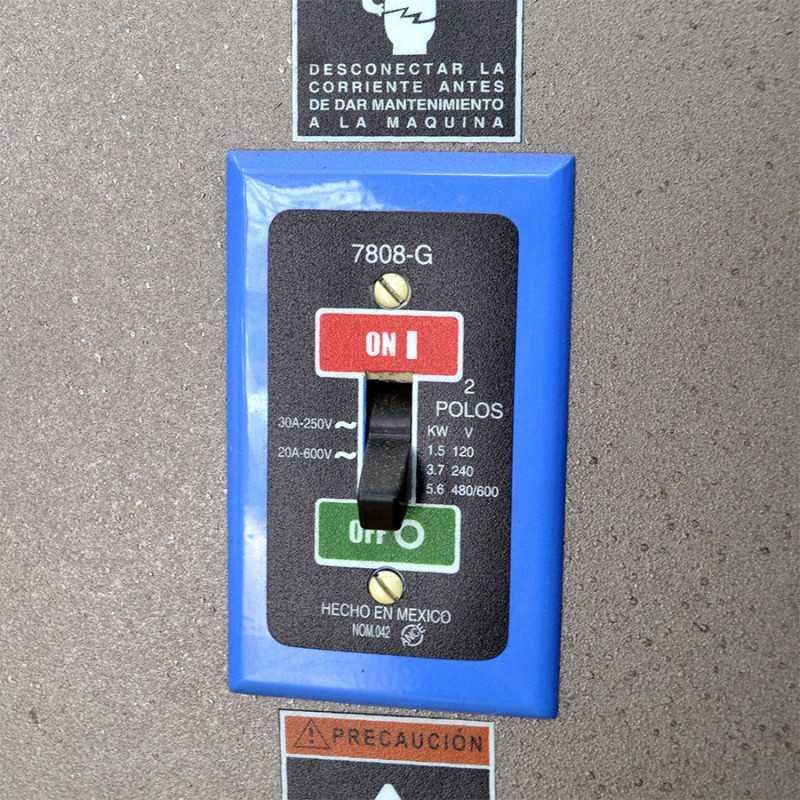 DESCONECTAR LA
CORRIENTE ANTES
DE DAR MANTENIMIENTO
A LA MAQUINA
7808-G
ON I
2
POLOS
30A-250V ~
20A-600V ~
KW V
1.5 120
3.7 240
5.6 480/600
OFF O
HECHO EN MEXICO
NOM.042 ANCE
PRECAUCIÓN